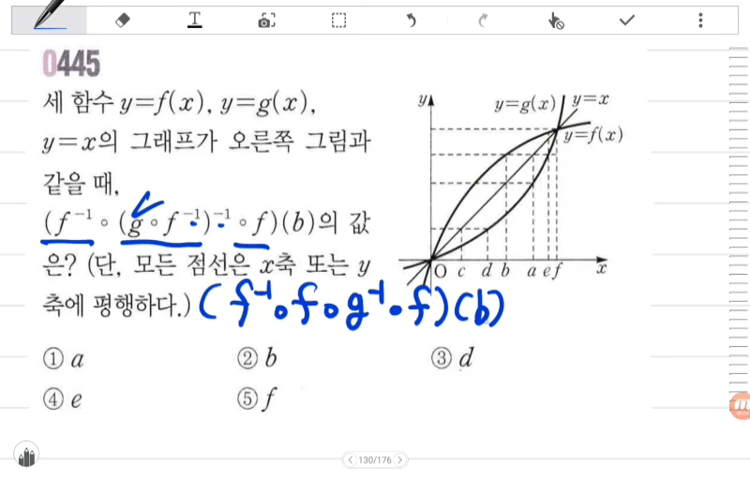 T
0445
세 함수 y=f(x), y=g(x),
y=x의 그래프가 오른쪽 그림과
같을 때,
(f⁻¹∘(g∘f⁻¹)⁻¹∘f)(b)의 값
은? (단, 모든 점선은 x축 또는 y
축에 평행하다.)
(f⁻¹∘f∘g⁻¹∘f)(b)
y y=g(x) y=x
y=f(x)
O c d b a e f x
① a ② b ③ d
④ e ⑤ f
130/176